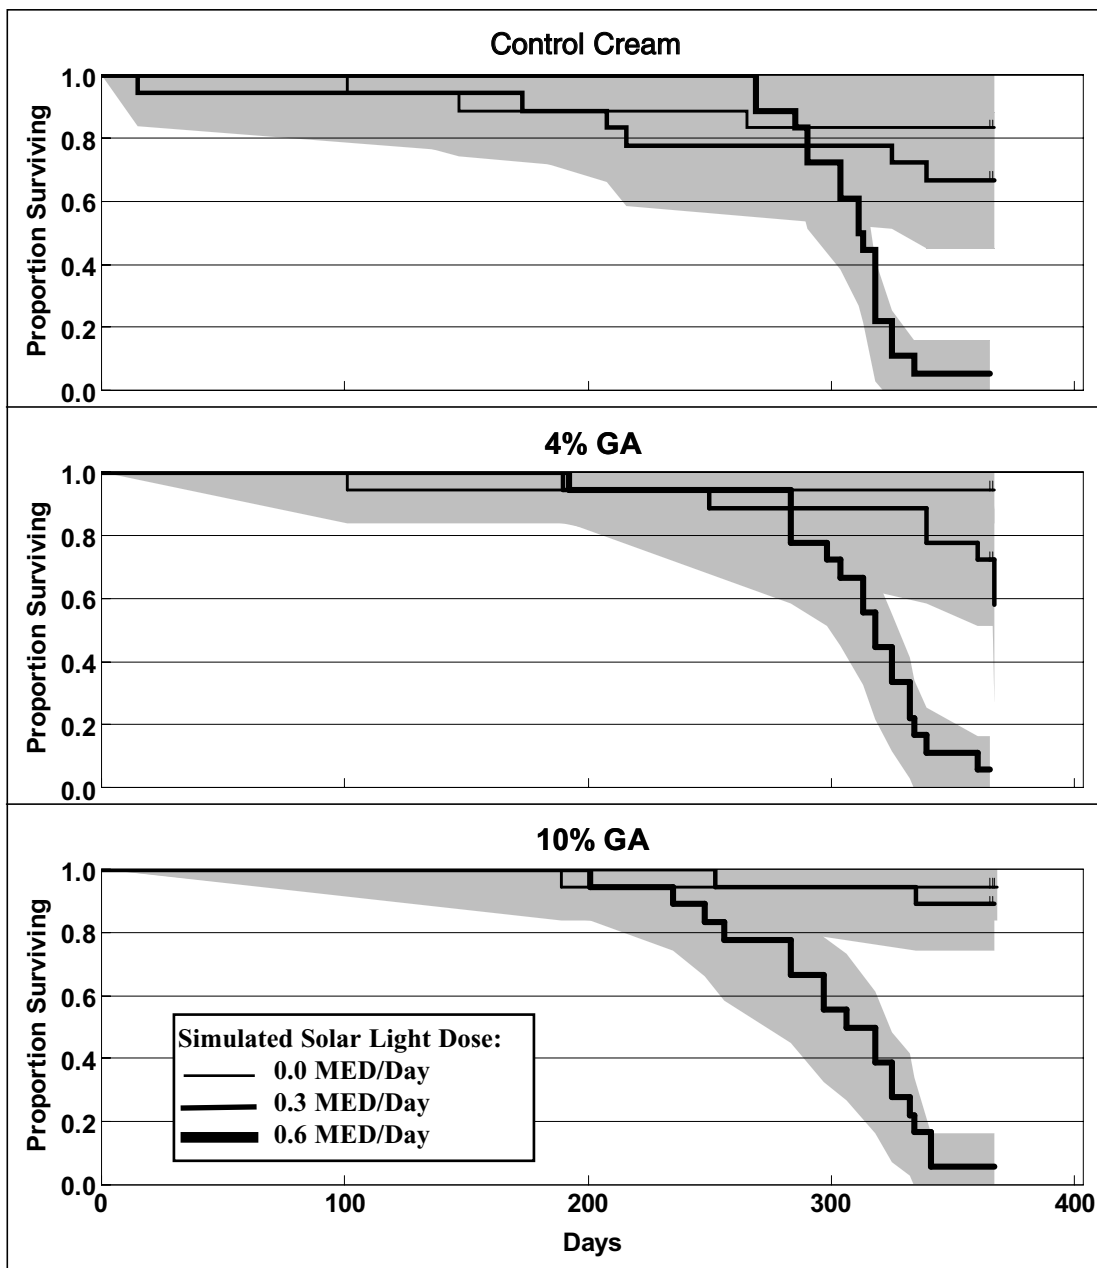 Control Cream
Proportion Surviving
1.0
0.8
0.6
0.4
0.2
0.0
4% GA
Proportion Surviving
1.0
0.8
0.6
0.4
0.2
0.0
10% GA
Proportion Surviving
1.0
0.8
0.6
0.4
0.2
0.0
Simulated Solar Light Dose:
0.0 MED/Day
0.3 MED/Day
0.6 MED/Day
0 100 200 300 400
Days